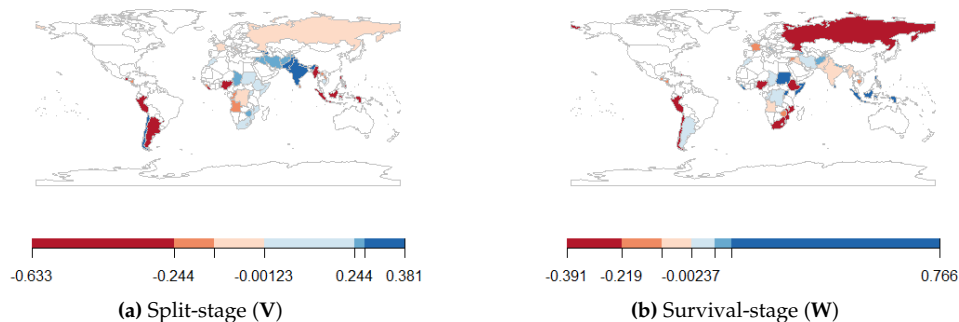 -0.633 -0.244 -0.00123 0.244 0.381
-0.391 -0.219 -0.00237 0.766
(a) Split-stage (V)
(b) Survival-stage (W)